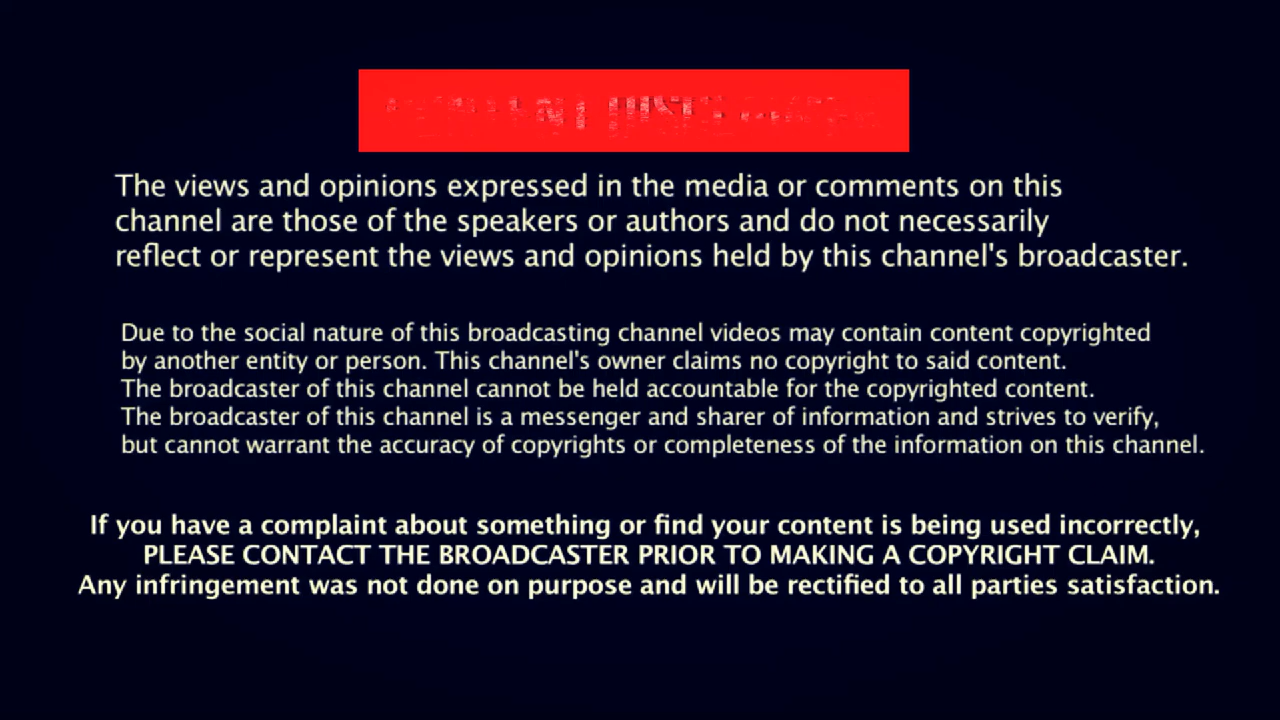 The views and opinions expressed in the media or comments on this
channel are those of the speakers or authors and do not necessarily
reflect or represent the views and opinions held by this channel's broadcaster.
Due to the social nature of this broadcasting channel videos may contain content copyrighted
by another entity or person. This channel's owner claims no copyright to said content.
The broadcaster of this channel cannot be held accountable for the copyrighted content.
The broadcaster of this channel is a messenger and sharer of information and strives to verify,
but cannot warrant the accuracy of copyrights or completeness of the information on this channel.
If you have a complaint about something or find your content is being used incorrectly,
PLEASE CONTACT THE BROADCASTER PRIOR TO MAKING A COPYRIGHT CLAIM.
Any infringement was not done on purpose and will be rectified to all parties satisfaction.